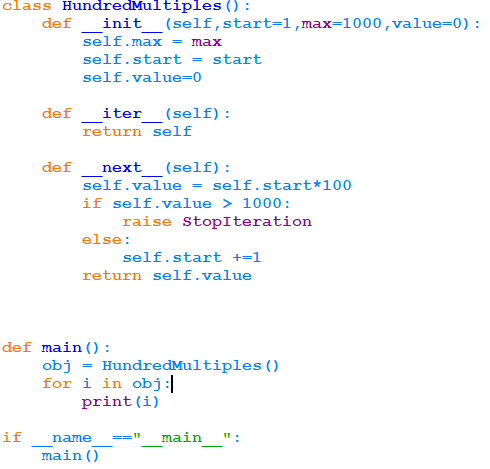 class HundredMultiples():
    def __init__(self,start=1,max=1000,value=0):
        self.max = max
        self.start = start
        self.value=0
    def __iter__(self):
        return self
    def __next__(self):
        self.value = self.start*100
        if self.value > 1000:
            raise StopIteration
        else:
            self.start +=1
        return self.value
def main():
    obj = HundredMultiples()
    for i in obj:
        print(i)
if __name__=="__main__":
    main()